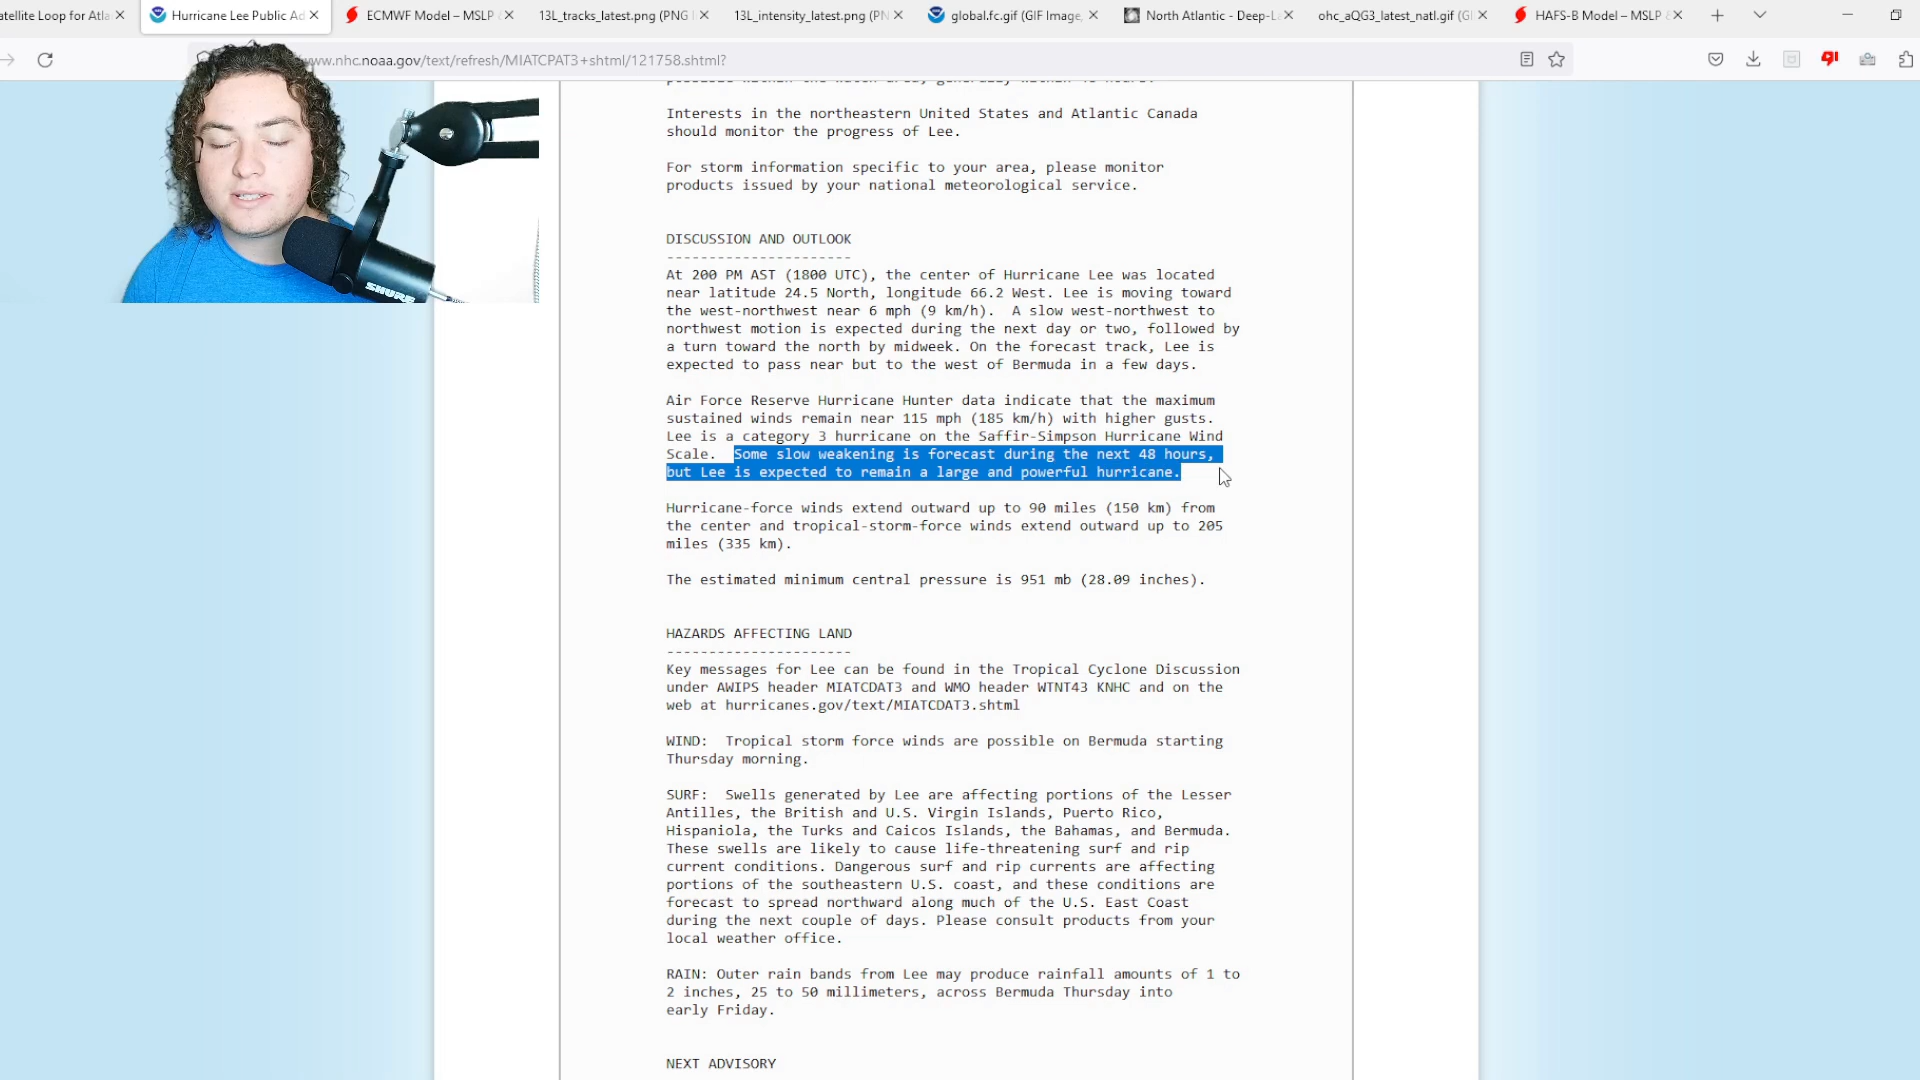 atellite Loop for Atla
Hurricane Lee Public Ad
ECMWF Model – MSLP
13L_tracks_latest.png (PNG I
13L_intensity_latest.png (PN
global.fc.gif (GIF Image,
North Atlantic - Deep-L
ohc_aQG3_latest_natl.gif (GI
HAFS-B Model – MSLP
www.nhc.noaa.gov/text/refresh/MIATCPAT3+shtml/121758.shtml?
Interests in the northeastern United States and Atlantic Canada
should monitor the progress of Lee.
For storm information specific to your area, please monitor
products issued by your national meteorological service.
DISCUSSION AND OUTLOOK
----------------------
At 200 PM AST (1800 UTC), the center of Hurricane Lee was located
near latitude 24.5 North, longitude 66.2 West. Lee is moving toward
the west-northwest near 6 mph (9 km/h). A slow west-northwest to
northwest motion is expected during the next day or two, followed by
a turn toward the north by midweek. On the forecast track, Lee is
expected to pass near but to the west of Bermuda in a few days.
Air Force Reserve Hurricane Hunter data indicate that the maximum
sustained winds remain near 115 mph (185 km/h) with higher gusts.
Lee is a category 3 hurricane on the Saffir-Simpson Hurricane Wind
Scale. Some slow weakening is forecast during the next 48 hours,
but Lee is expected to remain a large and powerful hurricane.
Hurricane-force winds extend outward up to 90 miles (150 km) from
the center and tropical-storm-force winds extend outward up to 205
miles (335 km).
The estimated minimum central pressure is 951 mb (28.09 inches).
HAZARDS AFFECTING LAND
----------------------
Key messages for Lee can be found in the Tropical Cyclone Discussion
under AWIPS header MIATCDAT3 and WMO header WTNT43 KNHC and on the
web at hurricanes.gov/text/MIATCDAT3.shtml
WIND: Tropical storm force winds are possible on Bermuda starting
Thursday morning.
SURF: Swells generated by Lee are affecting portions of the Lesser
Antilles, the British and U.S. Virgin Islands, Puerto Rico,
Hispaniola, the Turks and Caicos Islands, the Bahamas, and Bermuda.
These swells are likely to cause life-threatening surf and rip
current conditions. Dangerous surf and rip currents are affecting
portions of the southeastern U.S. coast, and these conditions are
forecast to spread northward along much of the U.S. East Coast
during the next couple of days. Please consult products from your
local weather office.
RAIN: Outer rain bands from Lee may produce rainfall amounts of 1 to
2 inches, 25 to 50 millimeters, across Bermuda Thursday into
early Friday.
NEXT ADVISORY
SHURE